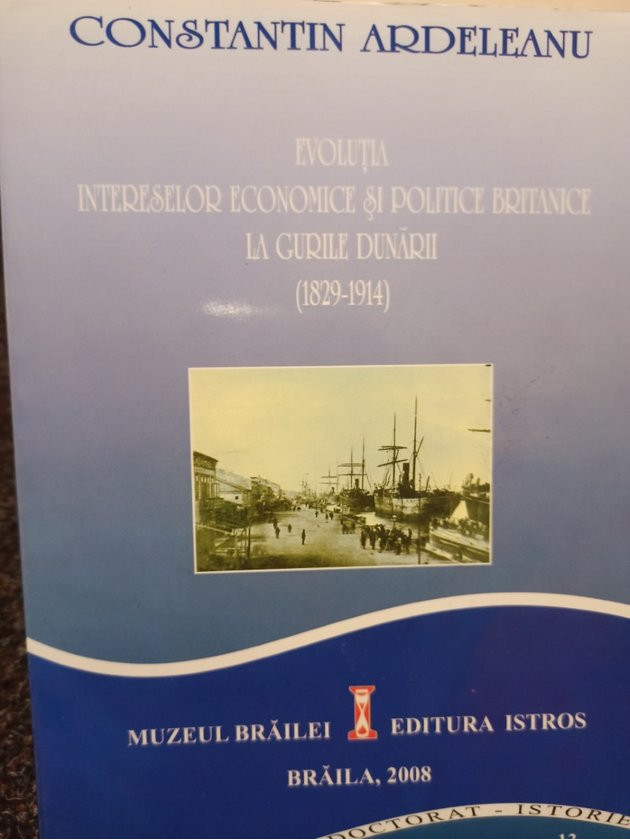 CONSTANTIN ARDELEANU
EVOLUȚIA
INTERESELOR ECONOMICE ȘI POLITICE BRITANICE
LA GURILE DUNĂRII
(1829-1914)
MUZEUL BRĂILEI EDITURA ISTROS
BRĂILA, 2008
DOCTORAT - ISTORIE